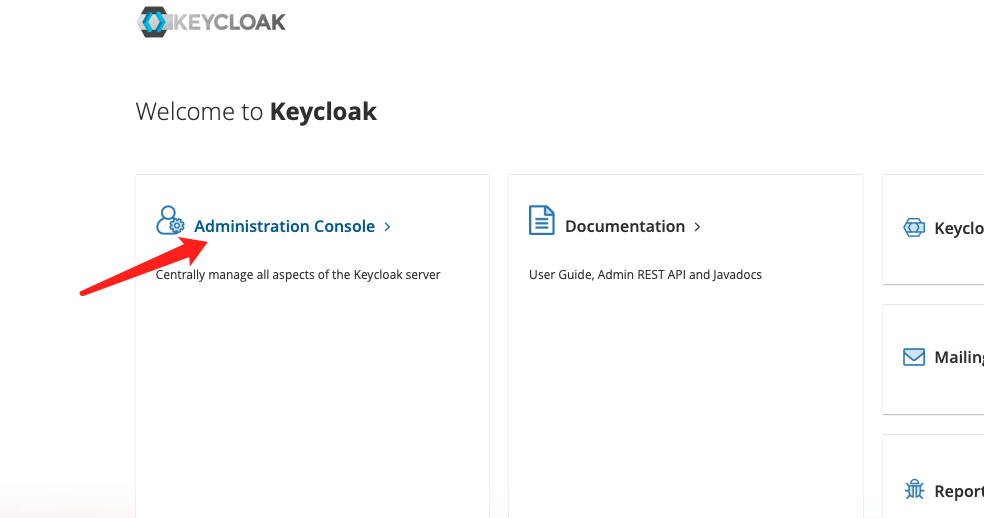 KEYCLOAK
Welcome to Keycloak
Administration Console
Centrally manage all aspects of the Keycloak server
Documentation
User Guide, Admin REST API and Javadocs
Keyclo
Mailing
Report